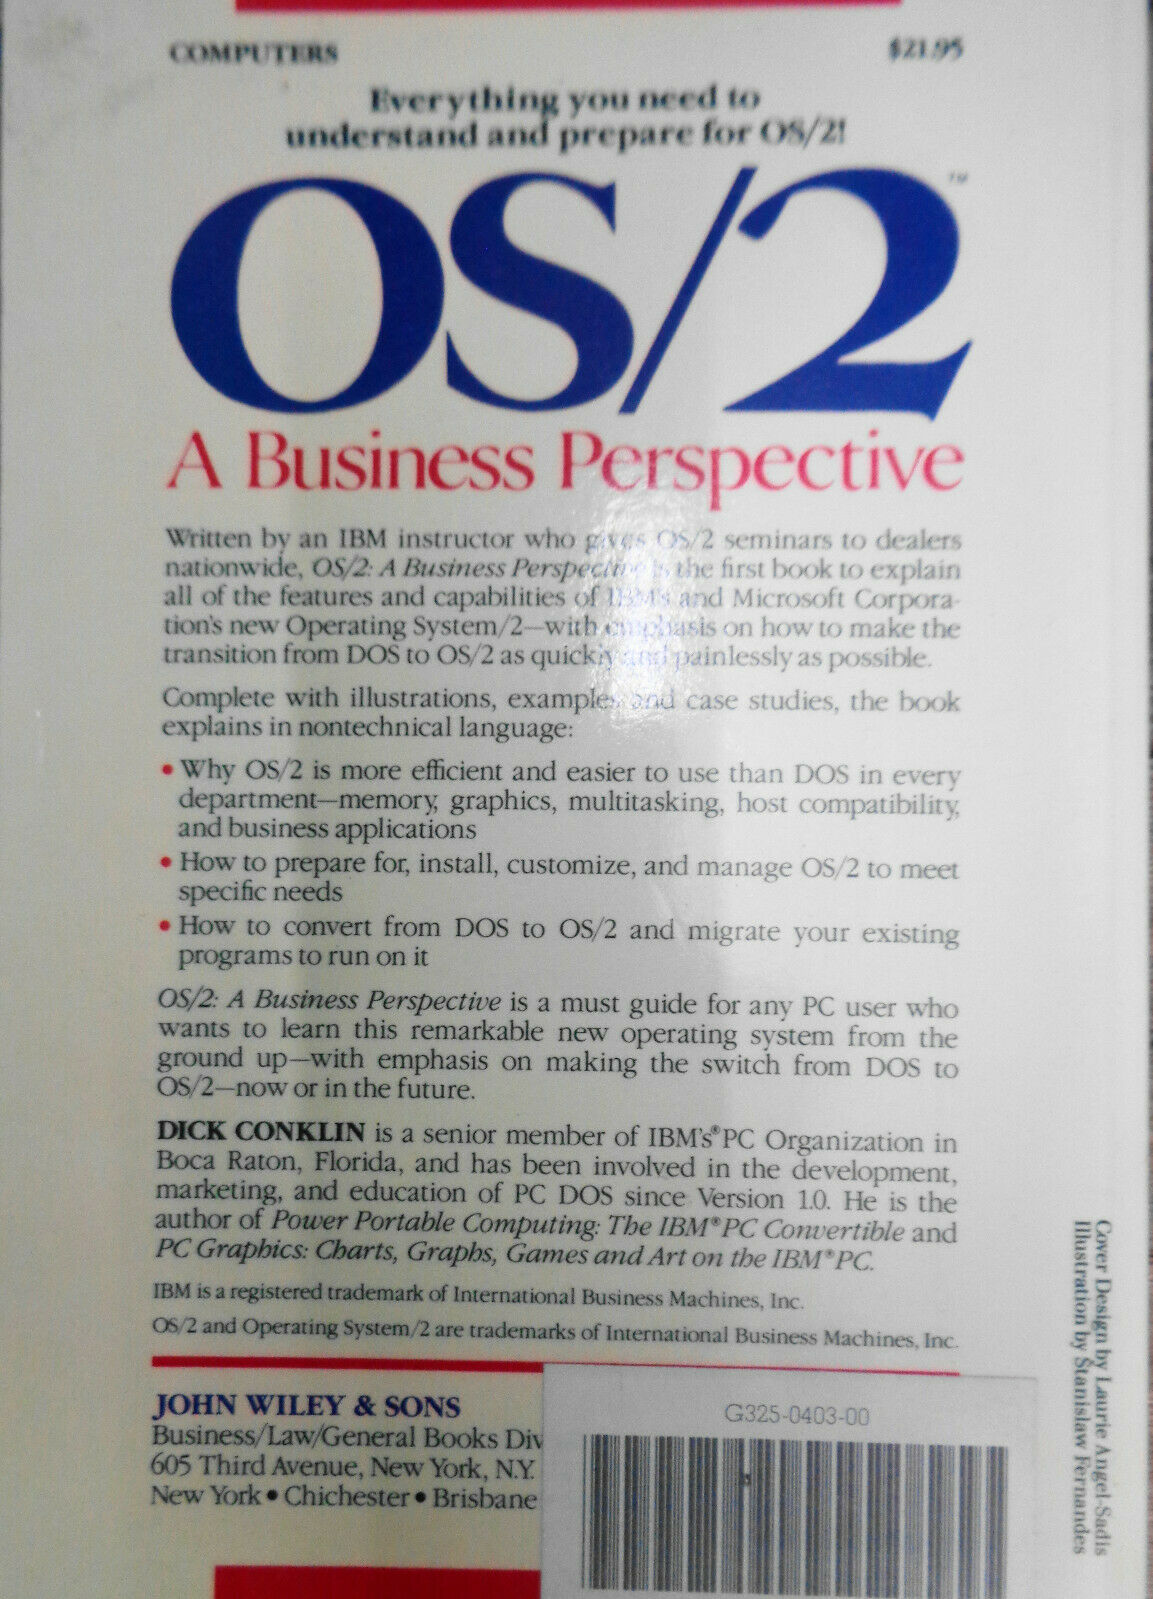 COMPUTERS
$21.95
Everything you need to
understand and prepare for OS/2!
OS/2™
A Business Perspective
Written by an IBM instructor who gives OS/2 seminars to dealers
nationwide, OS/2: A Business Perspective is the first book to explain
all of the features and capabilities of IBM's and Microsoft Corpora-
tion's new Operating System/2—with emphasis on how to make the
transition from DOS to OS/2 as quickly and painlessly as possible.
Complete with illustrations, examples and case studies, the book
explains in nontechnical language:
• Why OS/2 is more efficient and easier to use than DOS in every
department—memory, graphics, multitasking, host compatibility,
and business applications
• How to prepare for, install, customize, and manage OS/2 to meet
specific needs
• How to convert from DOS to OS/2 and migrate your existing
programs to run on it
OS/2: A Business Perspective is a must guide for any PC user who
wants to learn this remarkable new operating system from the
ground up—with emphasis on making the switch from DOS to
OS/2—now or in the future.
DICK CONKLIN is a senior member of IBM's® PC Organization in
Boca Raton, Florida, and has been involved in the development,
marketing, and education of PC DOS since Version 1.0. He is the
author of Power Portable Computing: The IBM® PC Convertible and
PC Graphics: Charts, Graphs, Games and Art on the IBM® PC.
IBM is a registered trademark of International Business Machines, Inc.
OS/2 and Operating System/2 are trademarks of International Business Machines, Inc.
JOHN WILEY & SONS
Business/Law/General Books Div
605 Third Avenue, New York, N.Y.
New York • Chichester • Brisbane
G325-0403-00
Cover Design by Laurie Angel-Sadis
Illustration by Stanislaw Fernandes